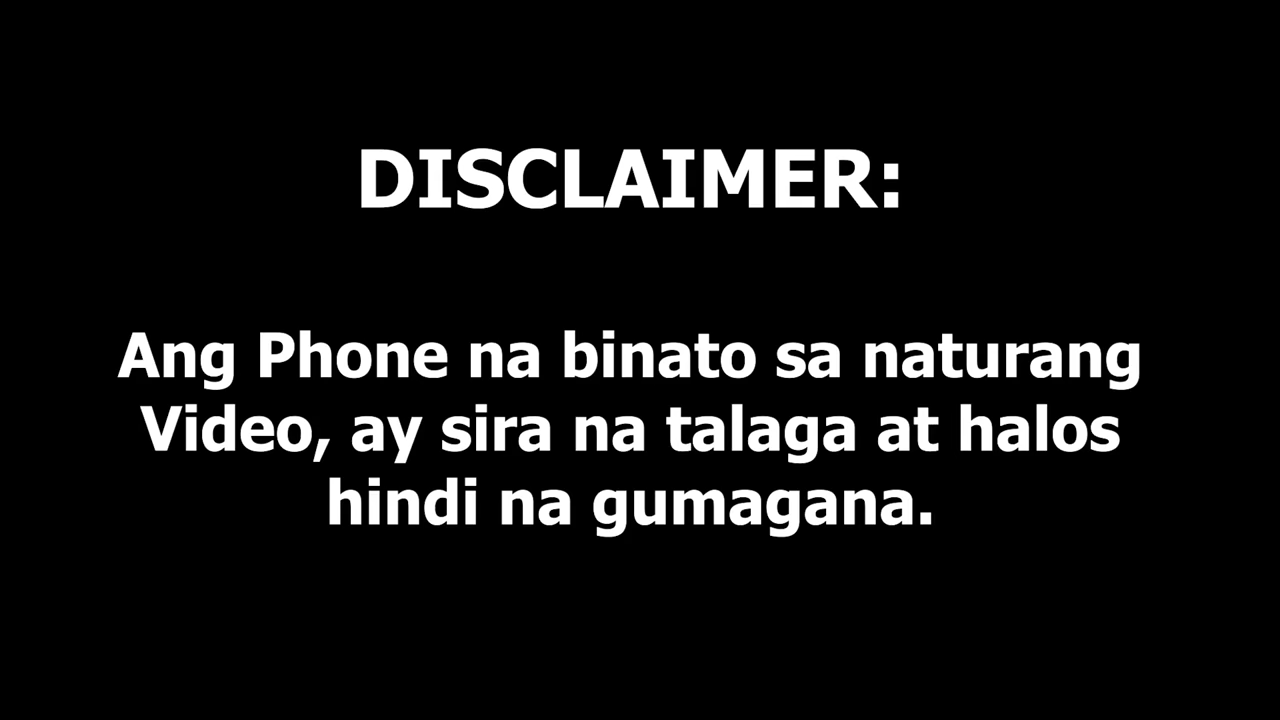 DISCLAIMER:
Ang Phone na binato sa naturang
Video, ay sira na talaga at halos
hindi na gumagana.